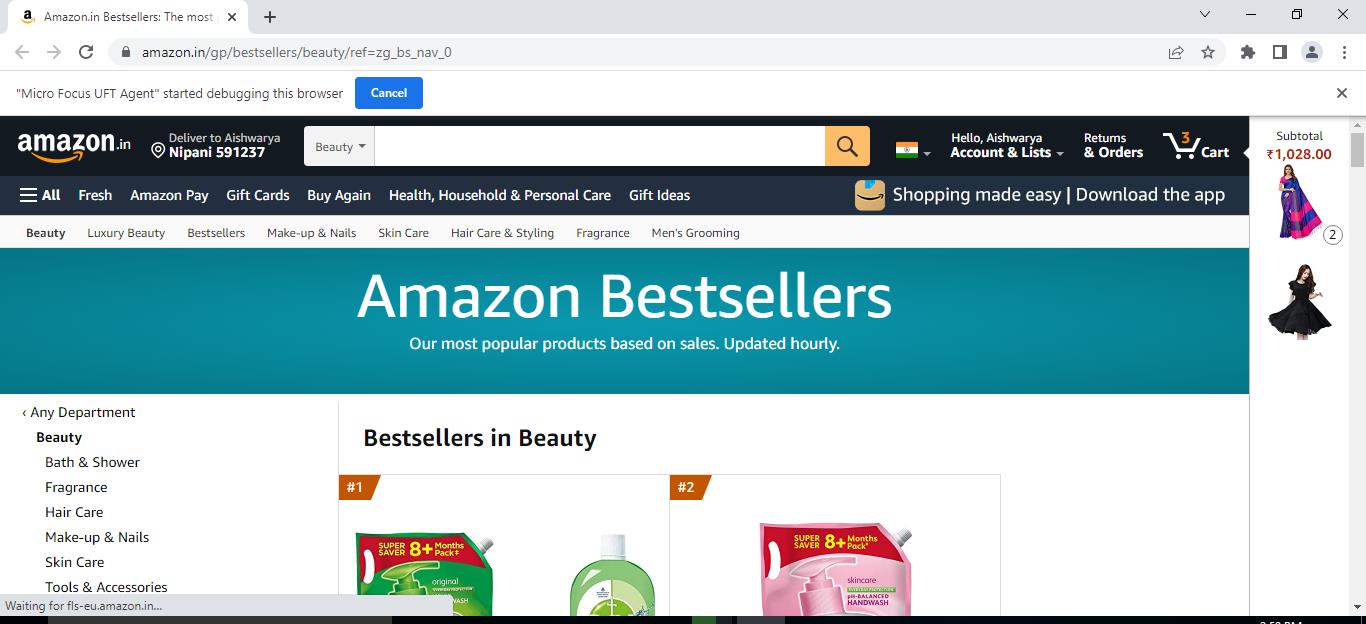 Amazon.in Bestsellers: The most
amazon.in/gp/bestsellers/beauty/ref=zg_bs_nav_0
"Micro Focus UFT Agent" started debugging this browser Cancel
amazon.in
Deliver to Aishwarya
Nipani 591237
Beauty
Hello, Aishwarya
Account & Lists
Returns
& Orders
3
Cart
Subtotal
₹1,028.00
All Fresh Amazon Pay Gift Cards Buy Again Health, Household & Personal Care Gift Ideas
Shopping made easy | Download the app
2
Beauty Luxury Beauty Bestsellers Make-up & Nails Skin Care Hair Care & Styling Fragrance Men's Grooming
Amazon Bestsellers
Our most popular products based on sales. Updated hourly.
‹ Any Department
Beauty
Bath & Shower
Fragrance
Hair Care
Make-up & Nails
Skin Care
Tools & Accessories
Bestsellers in Beauty
#1
SUPER SAVER 8+ Months Pack‡
original
#2
SUPER SAVER 8+ Months Pack*
skincare
pH-BALANCED
HANDWASH
Waiting for fls-eu.amazon.in...